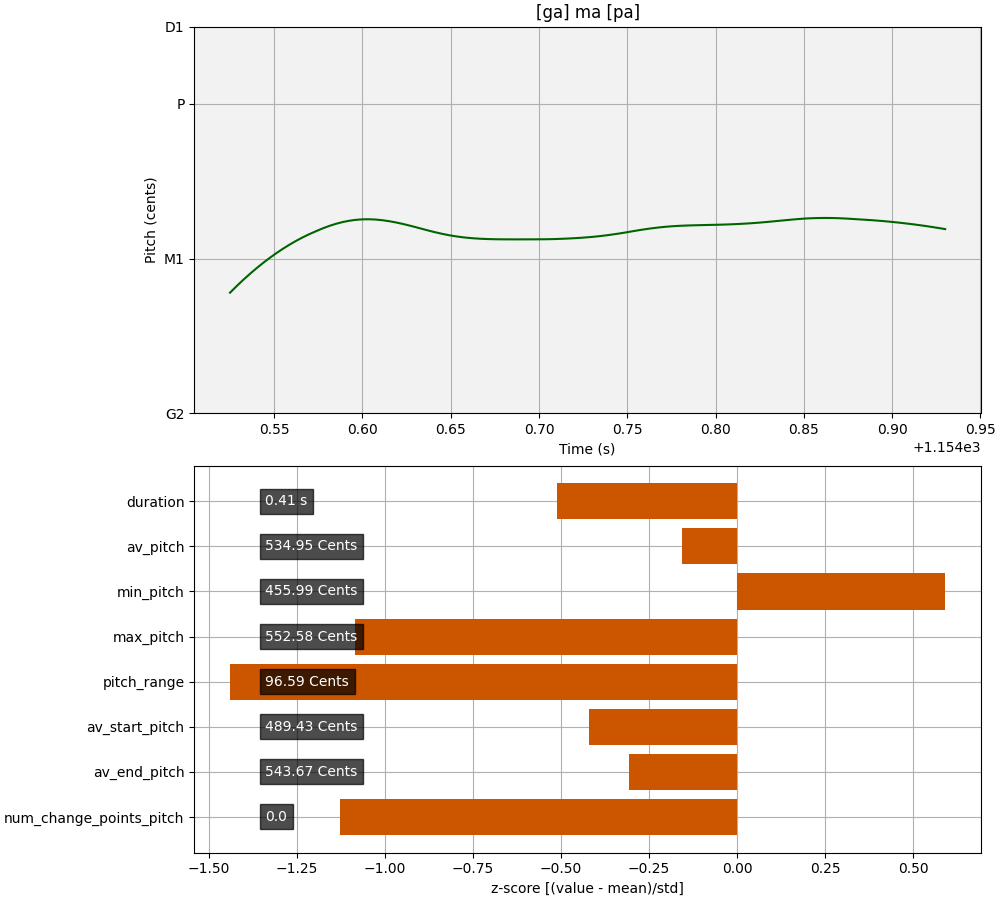 [ga] ma [pa]
D1
P
M1
G2
Pitch (cents)
0.55 0.60 0.65 0.70 0.75 0.80 0.85 0.90 0.95
Time (s)
+1.154e3
duration 0.41 s
av_pitch 534.95 Cents
min_pitch 455.99 Cents
max_pitch 552.58 Cents
pitch_range 96.59 Cents
av_start_pitch 489.43 Cents
av_end_pitch 543.67 Cents
num_change_points_pitch 0.0
−1.50 −1.25 −1.00 −0.75 −0.50 −0.25 0.00 0.25 0.50
z-score [(value - mean)/std]